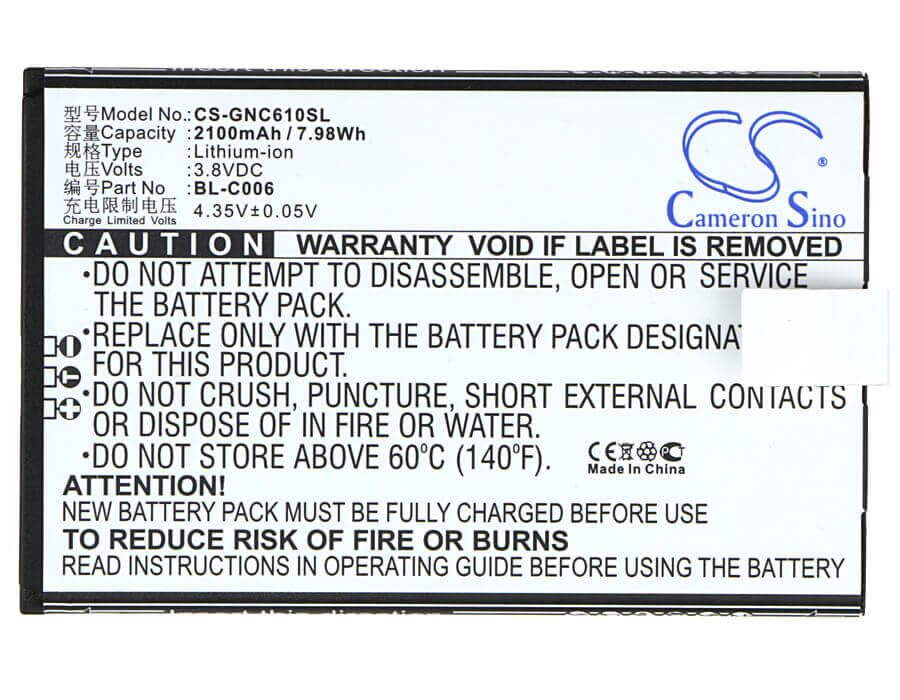 Insert this direction
型号Model No.: CS-GNC610SL
容量Capacity : 2100mAh / 7.98Wh
规格Type : Lithium-ion
电压Volts : 3.8VDC
编号Part No : BL-C006
充电限制电压 : 4.35V±0.05V
Charge Limited Volts
CS
®
Cameron Sino
CAUTION WARRANTY VOID IF LABEL IS REMOVED
•DO NOT ATTEMPT TO DISASSEMBLE, OPEN OR SERVICE
THE BATTERY PACK.
•REPLACE ONLY WITH THE BATTERY PACK DESIGNAT
FOR THIS PRODUCT.
•DO NOT CRUSH, PUNCTURE, SHORT EXTERNAL CONTACTS
OR DISPOSE OF IN FIRE OR WATER.
•DO NOT STORE ABOVE 60°C (140°F).
CE
Made In China
ATTENTION!
NEW BATTERY PACK MUST BE FULLY CHARGED BEFORE USE.
TO REDUCE RISK OF FIRE OR BURNS
READ INSTRUCTIONS IN OPERATING GUIDE BEFORE USING THE BATTERY
Insert this direction